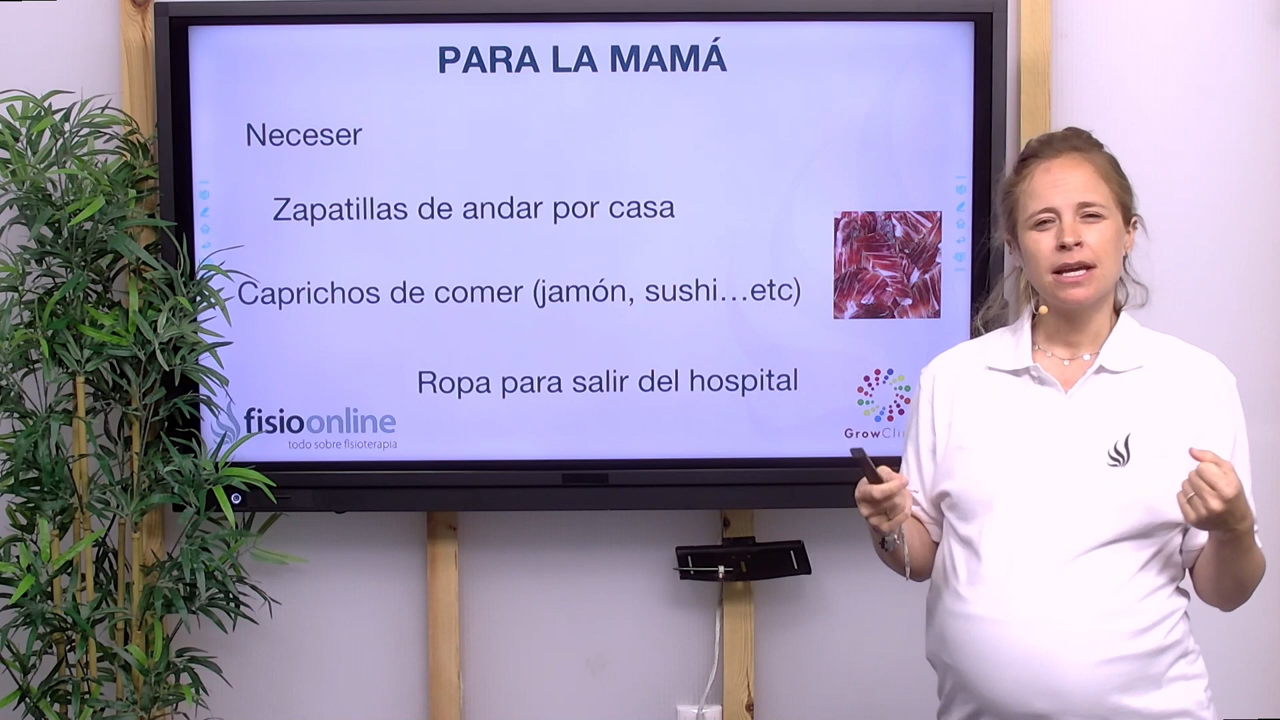 PARA LA MAMÁ
Neceser
Zapatillas de andar por casa
Caprichos de comer (jamón, sushi...etc)
Ropa para salir del hospital
fisioonline
todo sobre fisioterapia